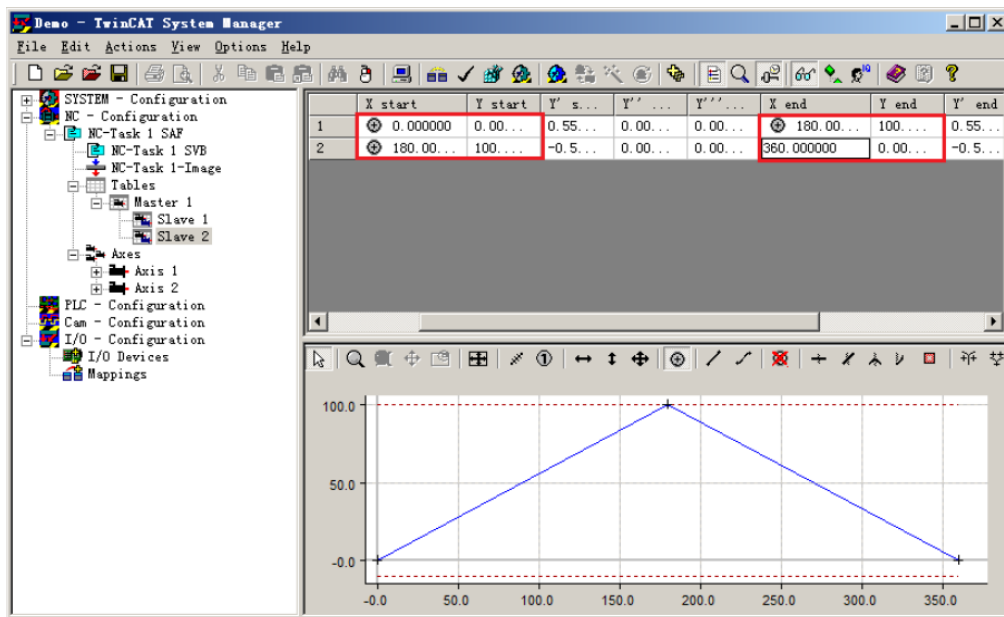 Demo - TwinCAT System Manager
File Edit Actions View Options Help
SYSTEM - Configuration
NC - Configuration
NC-Task 1 SAF
NC-Task 1 SVB
NC-Task 1-Image
Tables
Master 1
Slave 1
Slave 2
Axes
Axis 1
Axis 2
PLC - Configuration
Cam - Configuration
I/O - Configuration
I/O Devices
Mappings
X start Y start Y' s... Y'' ... Y'''... X end Y end Y' end
1 0.000000 0.00... 0.55... 0.00... 0.00... 180.00... 100.... 0.55...
2 180.00... 100.... -0.5... 0.00... 0.00... 360.000000 0.00... -0.5...
100.0
50.0
-0.0
-0.0 50.0 100.0 150.0 200.0 250.0 300.0 350.0